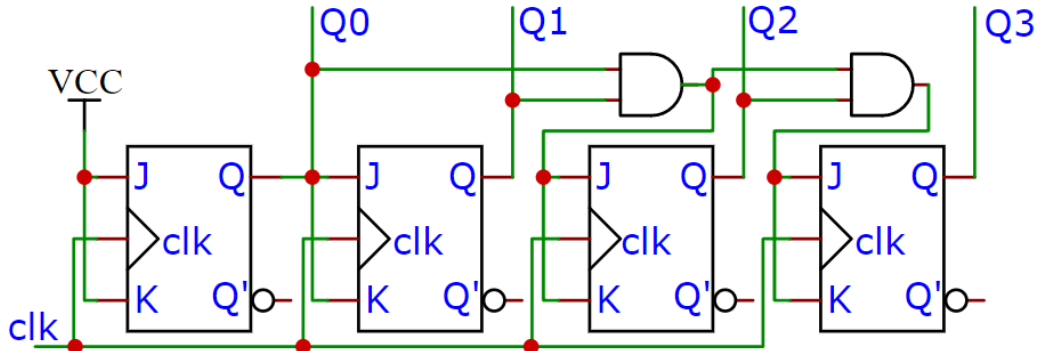 Q0 Q1 Q2 Q3
VCC
J Q J Q J Q J Q
clk clk clk clk
K Q' K Q' K Q' K Q'
clk